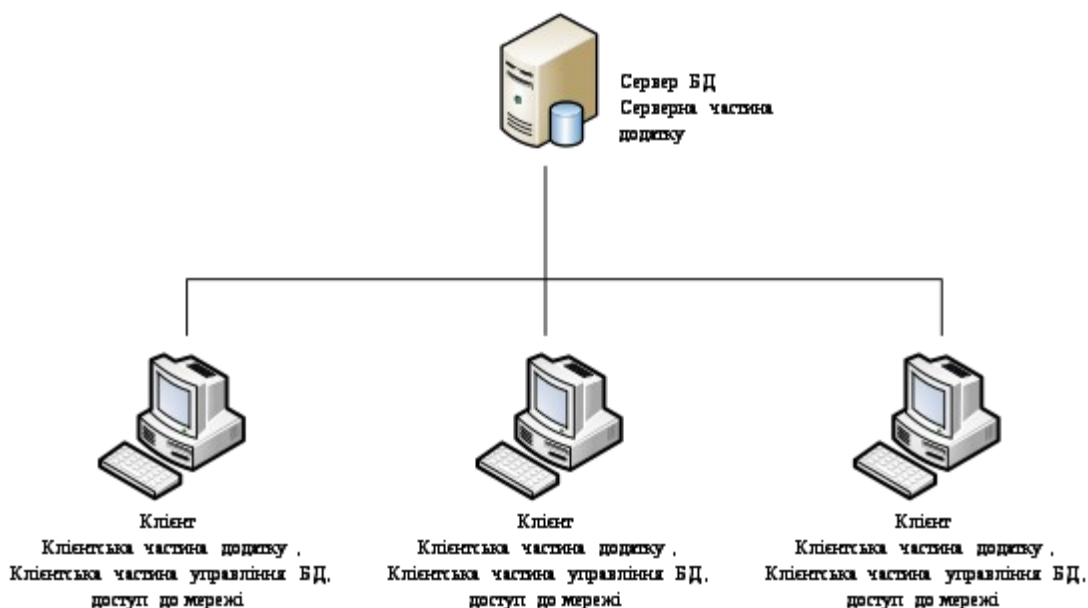 Сервер БД
Серверна частина
додатку
Клієнт
Клієнтська частина додатку ,
Клієнтська частина управління БД,
доступ до мережі
Клієнт
Клієнтська частина додатку ,
Клієнтська частина управління БД,
доступ до мережі
Клієнт
Клієнтська частина додатку ,
Клієнтська частина управління БД,
доступ до мережі